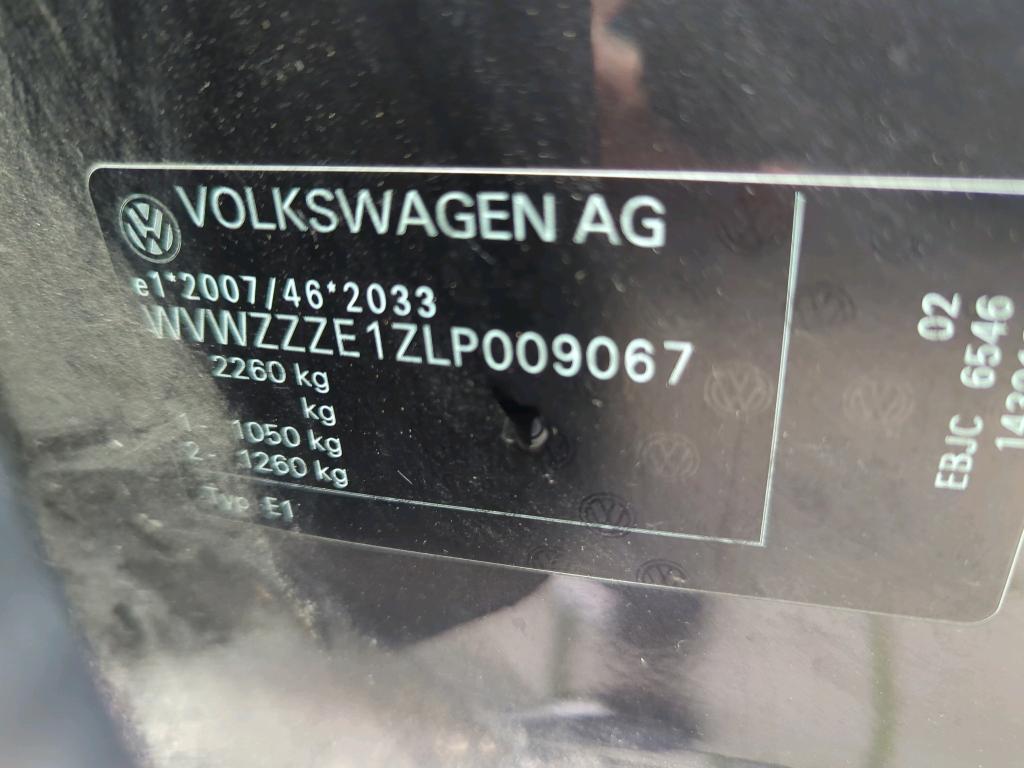 VOLKSWAGEN AG
e1*2007/46*2033
WVWZZZE1ZLP009067
2260 kg
kg
1 - 1050 kg
2 - 1260 kg
Typ E1
02
EBJC 6546